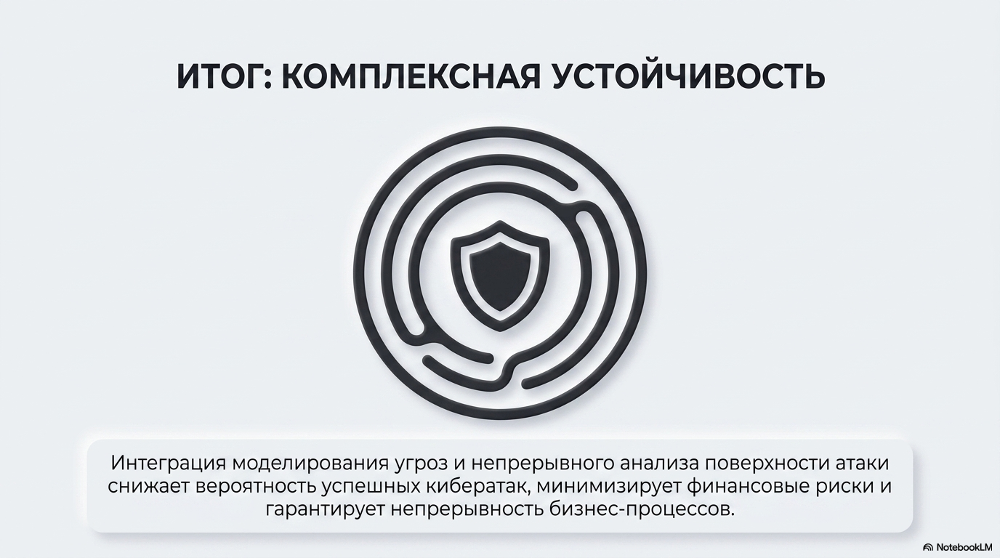 ИТОГ: КОМПЛЕКСНАЯ УСТОЙЧИВОСТЬ
Интеграция моделирования угроз и непрерывного анализа поверхности атаки
снижает вероятность успешных кибератак, минимизирует финансовые риски и
гарантирует непрерывность бизнес-процессов.
NotebookLM